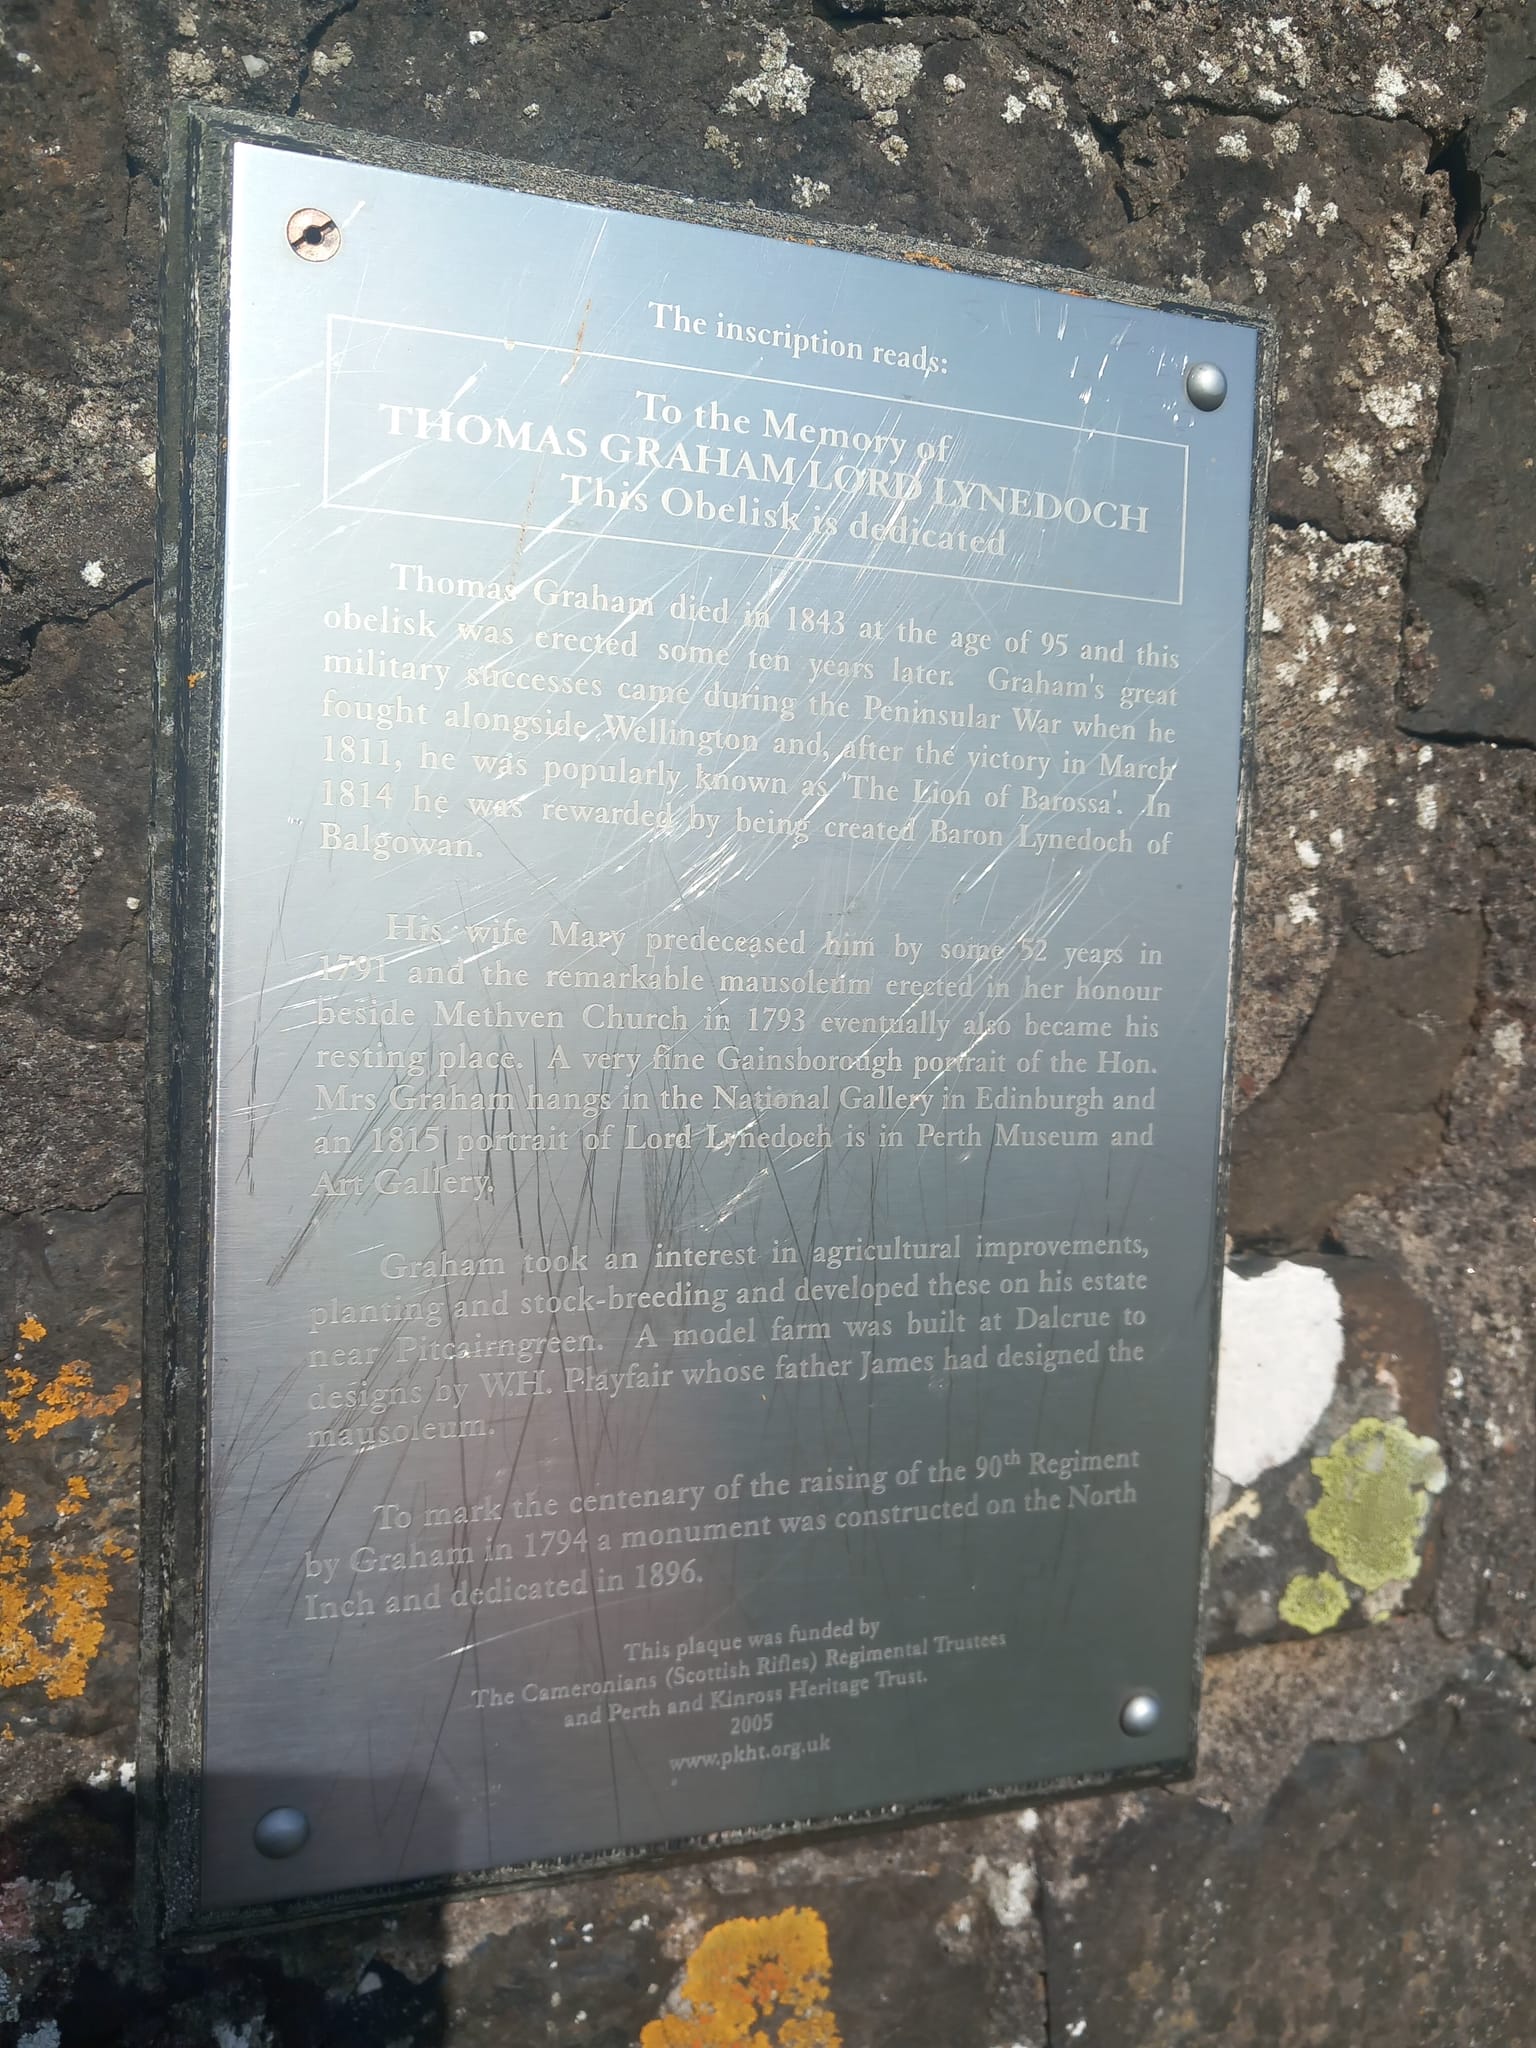 The inscription reads:
To the Memory of
THOMAS GRAHAM LORD LYNEDOCH
This Obelisk is dedicated
Thomas Graham died in 1843 at the age of 95 and this
obelisk was erected some ten years later. Graham's great
military successes came during the Peninsular War when he
fought alongside Wellington and, after the victory in March
1811, he was popularly known as 'The Lion of Barossa'. In
1814 he was rewarded by being created Baron Lynedoch of
Balgowan.
His wife Mary predeceased him by some 52 years in
1791 and the remarkable mausoleum erected in her honour
beside Methven Church in 1793 eventually also became his
resting place. A very fine Gainsborough portrait of the Hon.
Mrs Graham hangs in the National Gallery in Edinburgh and
an 1815 portrait of Lord Lynedoch is in Perth Museum and
Art Gallery.
Graham took an interest in agricultural improvements,
planting and stock-breeding and developed these on his estate
near Pitcairngreen. A model farm was built at Dalcrue to
designs by W.H. Playfair whose father James had designed the
mausoleum.
To mark the centenary of the raising of the 90th Regiment
by Graham in 1794 a monument was constructed on the North
Inch and dedicated in 1896.
This plaque was funded by
The Cameronians (Scottish Rifles) Regimental Trustees
and Perth and Kinross Heritage Trust.
2005
www.pkht.org.uk